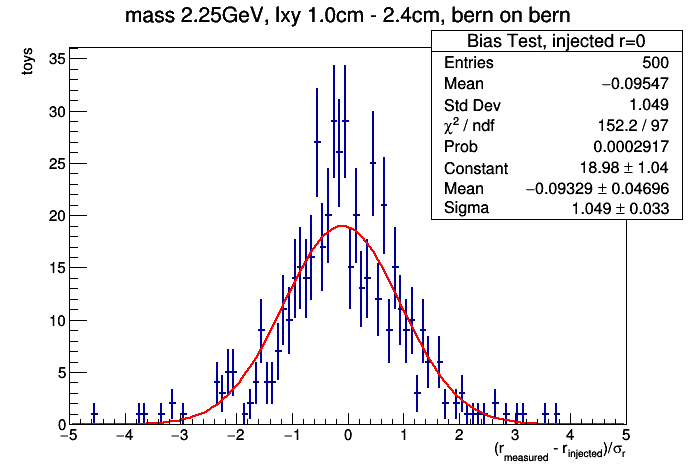 mass 2.25GeV, lxy 1.0cm - 2.4cm, bern on bern
toys
Bias Test, injected r=0
Entries 500
Mean −0.09547
Std Dev 1.049
χ² / ndf 152.2 / 97
Prob 0.0002917
Constant 18.98 ± 1.04
Mean −0.09329 ± 0.04696
Sigma 1.049 ± 0.033
35
30
25
20
15
10
5
0
−5 −4 −3 −2 −1 0 1 2 3 4 5
(r_measured - r_injected)/σ_r